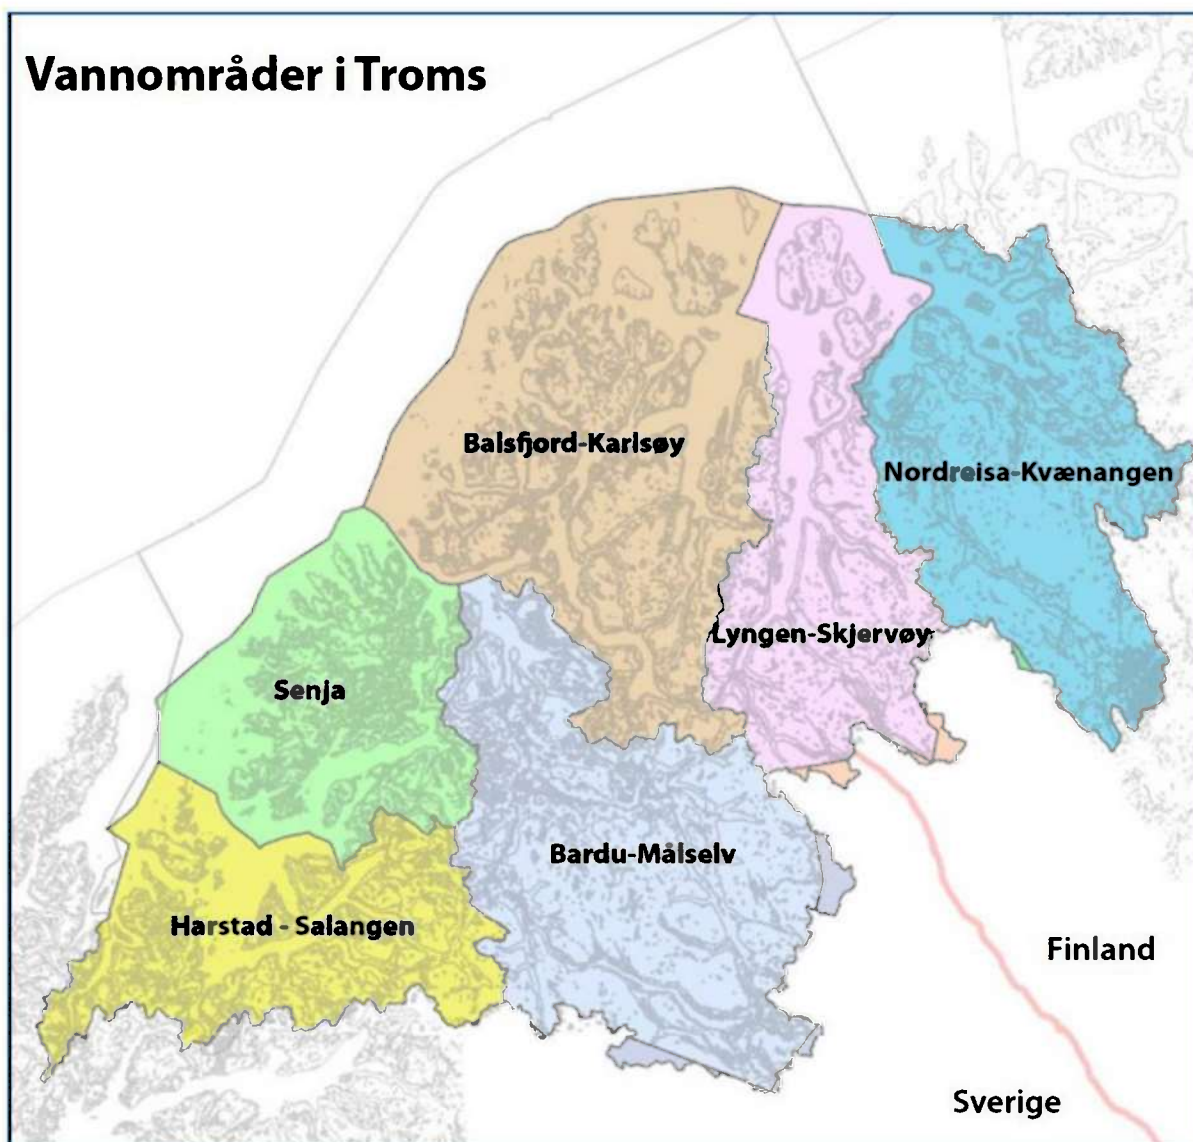 Vannområder i Troms
Balsfjord-Karlsøy
Nordreisa-Kvænangen
Lyngen-Skjervøy
Senja
Bardu-Målselv
Harstad - Salangen
Finland
Sverige